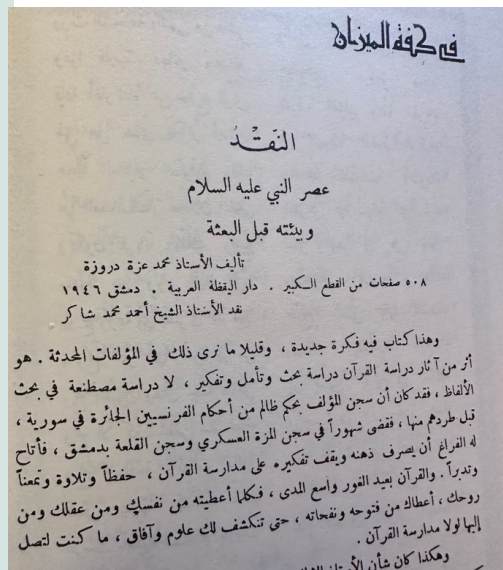 في كفة الميزان
النَّقْدُ
عصر النبي عليه السلام
وبيئته قبل البعثة
تأليف الأستاذ محمد عزة دروزة
٥٠٨ صفحات من القطع الكبير . دار اليقظة العربية . دمشق ١٩٤٦
نقد الأستاذ الشيخ أحمد محمد شاكر
وهذا كتاب فيه فكرة جديدة ، وقليلا ما نرى ذلك في المؤلفات المحدثة . هو
أثر من آثار دراسة القرآن دراسة بحث وتأمل وتفكير ، لا دراسة مصطنعة في بحث
الألفاظ ، فقد كان أن سجن المؤلف بحكم ظالم من أحكام الفرنسيين الجائرة في سورية ،
قبل طردهم منها ، فقضى شهوراً في سجن المزة العسكري وسجن القلعة بدمشق ، فأتاح
له الفراغ أن يصرف ذهنه ويقف تفكيره على مدارسة القرآن ، حفظاً وتلاوة وتمعناً
وتدبراً . والقرآن بعيد الغور واسع المدى ، فكلما أعطيته من نفسك ومن عقلك ومن
روحك ، أعطاك من فتوحه ونفحاته ، حتى تنكشف لك علوم وآفاق ، ما كنت لتصل
إليها لولا مدارسة القرآن .
وهكذا كان شأن الأستاذ